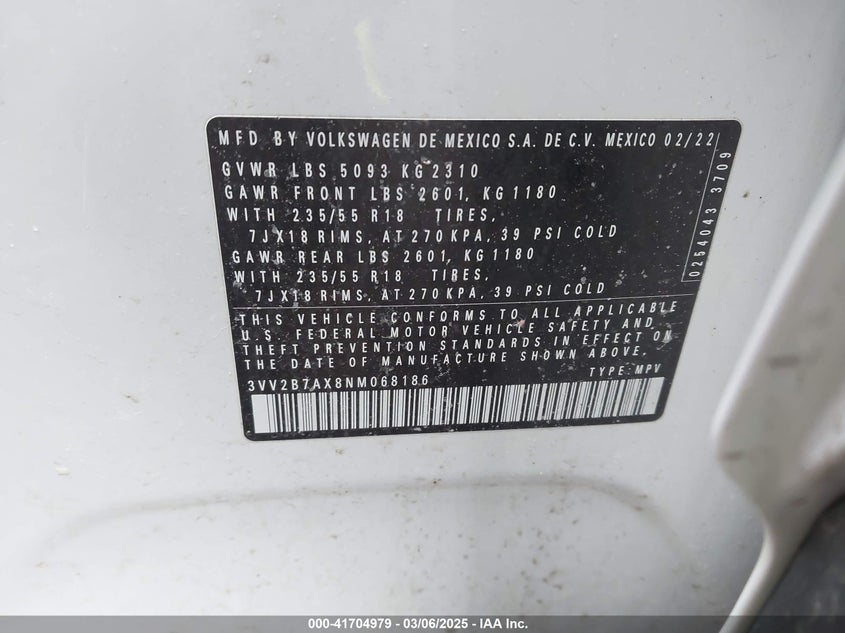 MFD BY VOLKSWAGEN DE MEXICO S.A. DE C.V. MEXICO 02/22
GVWR LBS 5093 KG 2310
GAWR FRONT LBS 2601, KG 1180
WITH 235/55 R18 TIRES,
7JX18 RIMS, AT 270 KPA, 39 PSI COLD
GAWR REAR LBS 2601, KG 1180
WITH 235/55 R18 TIRES,
7JX18 RIMS, AT 270 KPA, 39 PSI COLD
0254043 3709
THIS VEHICLE CONFORMS TO ALL APPLICABLE
U.S. FEDERAL MOTOR VEHICLE SAFETY AND
THEFT PREVENTION STANDARDS IN EFFECT ON
THE DATE OF MANUFACTURE SHOWN ABOVE.
3VV2B7AX8NM068186 TYPE: MPV
000-41704979 - 03/06/2025 - IAA Inc.